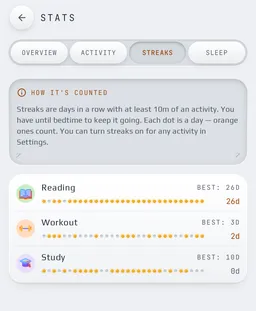 STATS
OVERVIEW
ACTIVITY
STREAKS
SLEEP
HOW IT'S COUNTED
Streaks are days in a row with at least 10m of an activity. You
have until bedtime to keep it going. Each dot is a day — orange
ones count. You can turn streaks on for any activity in
Settings.
Reading
BEST: 26D
26d
Workout
BEST: 3D
2d
Study
BEST: 10D
0d